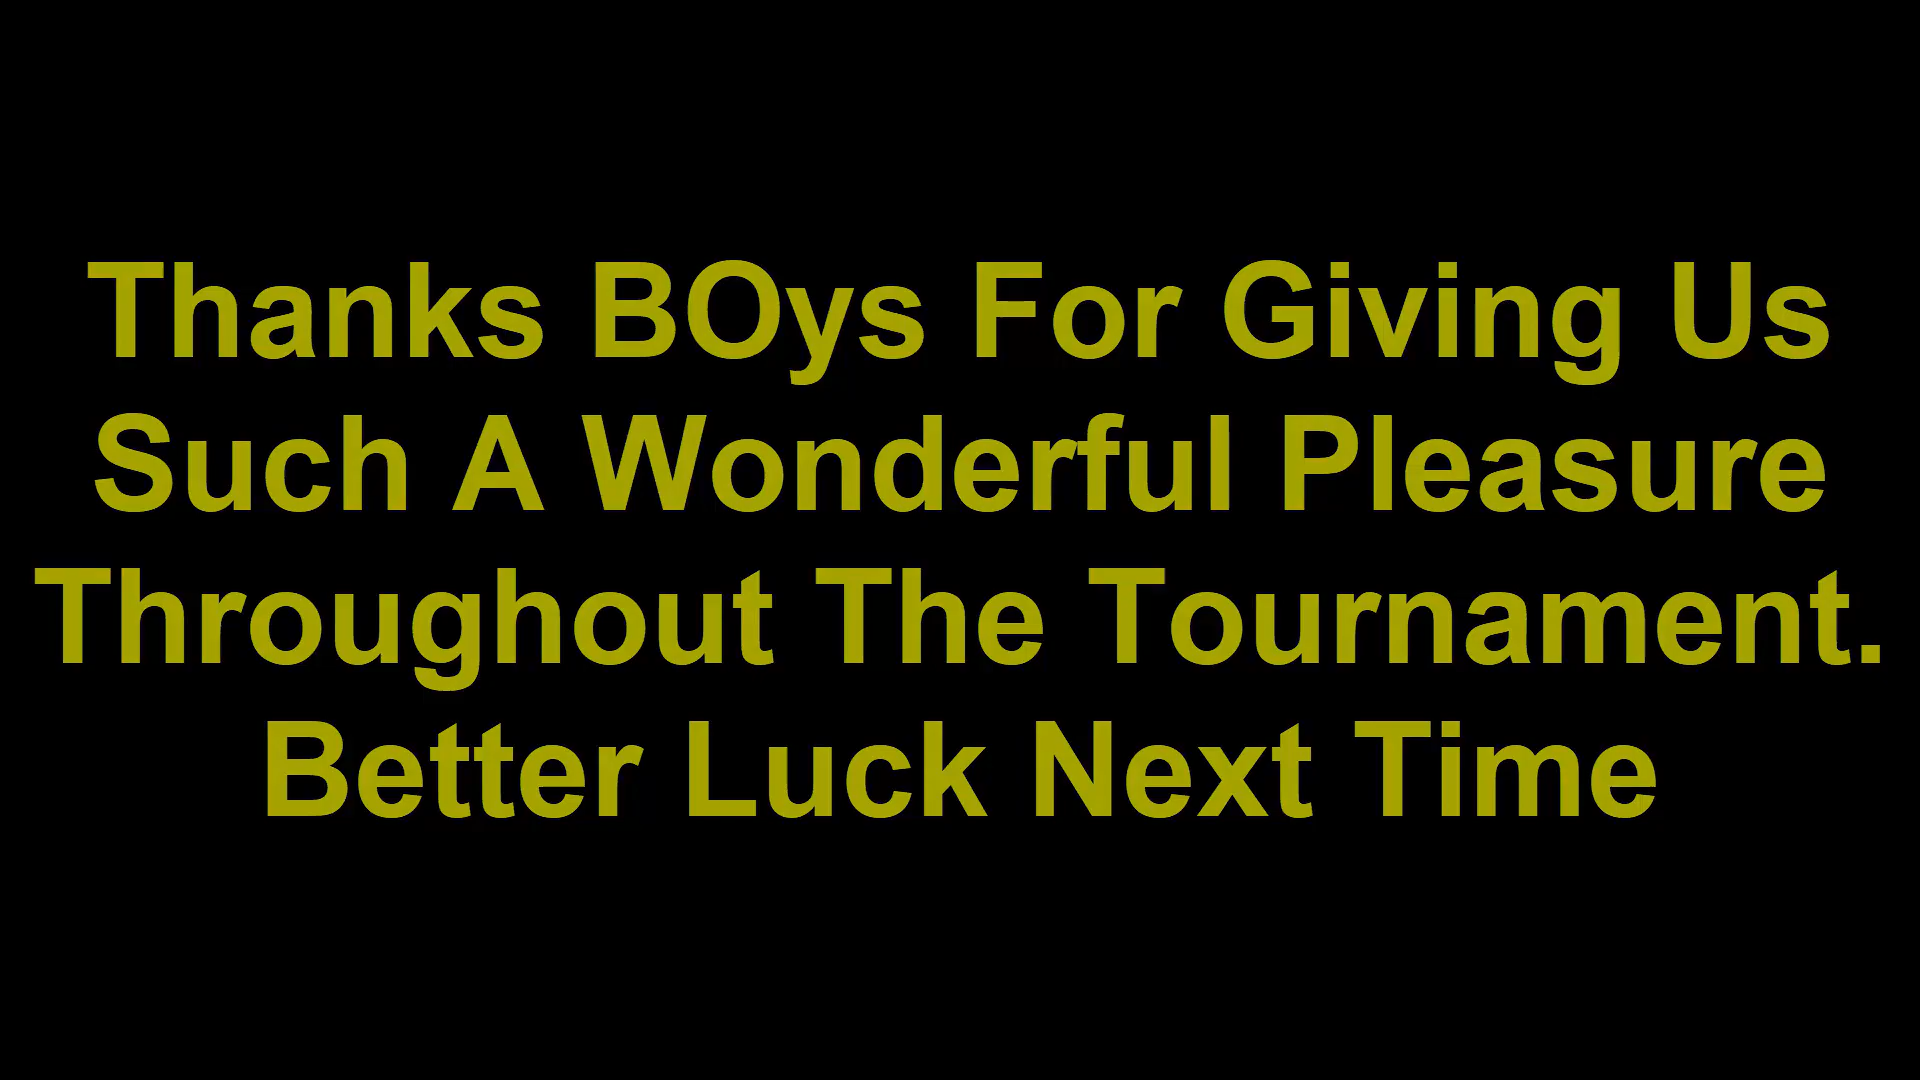 Thanks BOys For Giving Us
Such A Wonderful Pleasure
Throughout The Tournament.
Better Luck Next Time